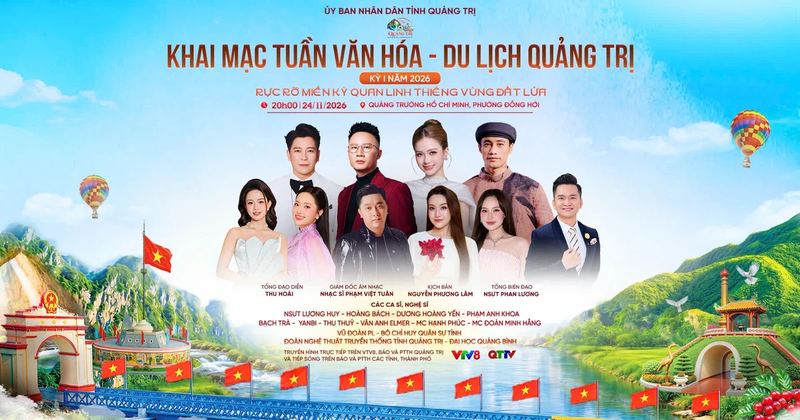 ỦY BAN NHÂN DÂN TỈNH QUẢNG TRỊ
QUẢNG TRỊ
KHAI MẠC TUẦN VĂN HÓA - DU LỊCH QUẢNG TRỊ
KỲ I NĂM 2026
RỰC RỠ MIỀN KỲ QUAN LINH THIÊNG VÙNG ĐẤT LỬA
20h00 | 24/11/2026 QUẢNG TRƯỜNG HỒ CHÍ MINH, PHƯỜNG ĐỒNG HỚI
TỔNG ĐẠO DIỄN GIÁM ĐỐC ÂM NHẠC KỊCH BẢN TỔNG BIÊN ĐẠO
THU HOÀI NHẠC SĨ PHẠM VIỆT TUÂN NGUYỄN PHƯƠNG LÂM NSƯT PHAN LƯƠNG
CÁC CA SĨ, NGHỆ SĨ
NSƯT LƯƠNG HUY - HOÀNG BÁCH - DƯƠNG HOÀNG YẾN - PHẠM ANH KHOA
BẠCH TRÀ - YANBI - THU THUỶ - VÂN ANH ELMER - MC HẠNH PHÚC - MC ĐOÀN MINH HẰNG
VŨ ĐOÀN PL - BỘ CHỈ HUY QUÂN SỰ TỈNH
ĐOÀN NGHỆ THUẬT TRUYỀN THỐNG TỈNH QUẢNG TRỊ - ĐẠI HỌC QUẢNG BÌNH
TRUYỀN HÌNH TRỰC TIẾP TRÊN VTV8, BÁO VÀ PTTH QUẢNG TRỊ
VÀ TIẾP SÓNG TRÊN BÁO VÀ PTTH CÁC TỈNH, THÀNH PHỐ
VTV8 QTTV